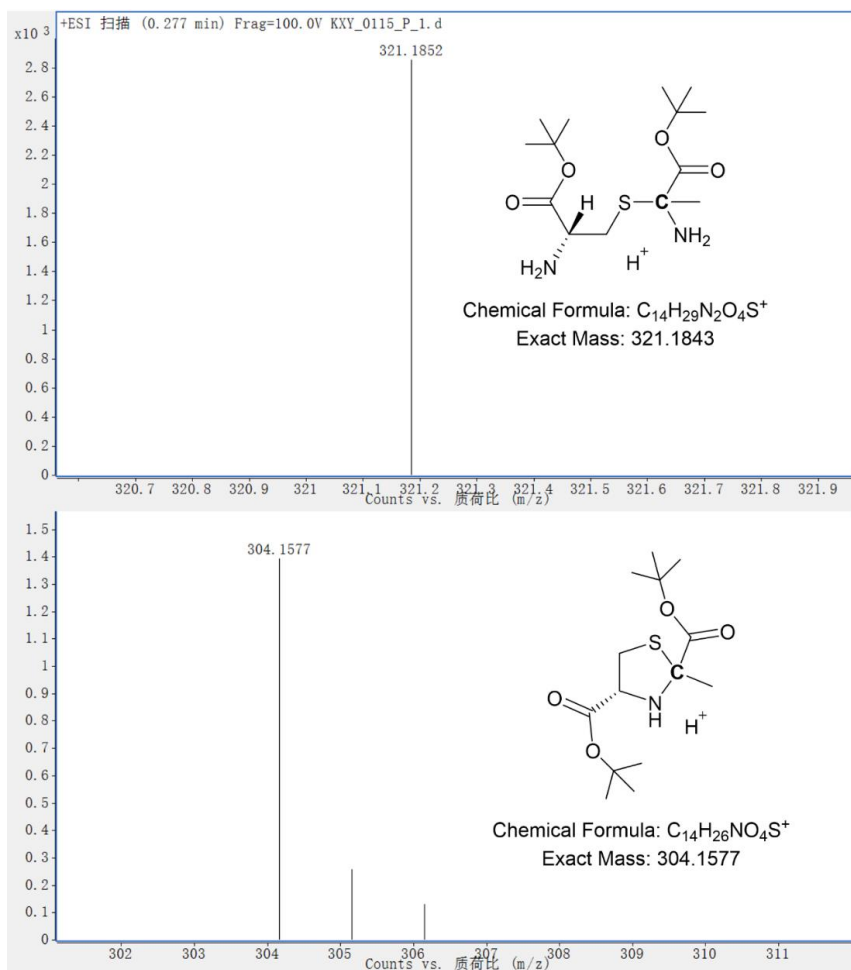 +ESI 扫描 (0.277 min) Frag=100.0V KXY_0115_P_1.d
x10 3
321.1852
2.8
2.6
2.4
2.2
2
1.8
1.6
1.4
1.2
1
0.8
0.6
0.4
0.2
0
O
O
O
O
H
S
C
NH2
H2N
H+
Chemical Formula: C14H29N2O4S+
Exact Mass: 321.1843
320.7 320.8 320.9 321 321.1 321.2 321.3 321.4 321.5 321.6 321.7 321.8 321.9
Counts vs. 质荷比 (m/z)
304.1577
1.5
1.4
1.3
1.2
1.1
1
0.9
0.8
0.7
0.6
0.5
0.4
0.3
0.2
0.1
0
O
O
S
C
O
N
H
H+
O
Chemical Formula: C14H26NO4S+
Exact Mass: 304.1577
302 303 304 305 306 307 308 309 310 311
Counts vs. 质荷比 (m/z)